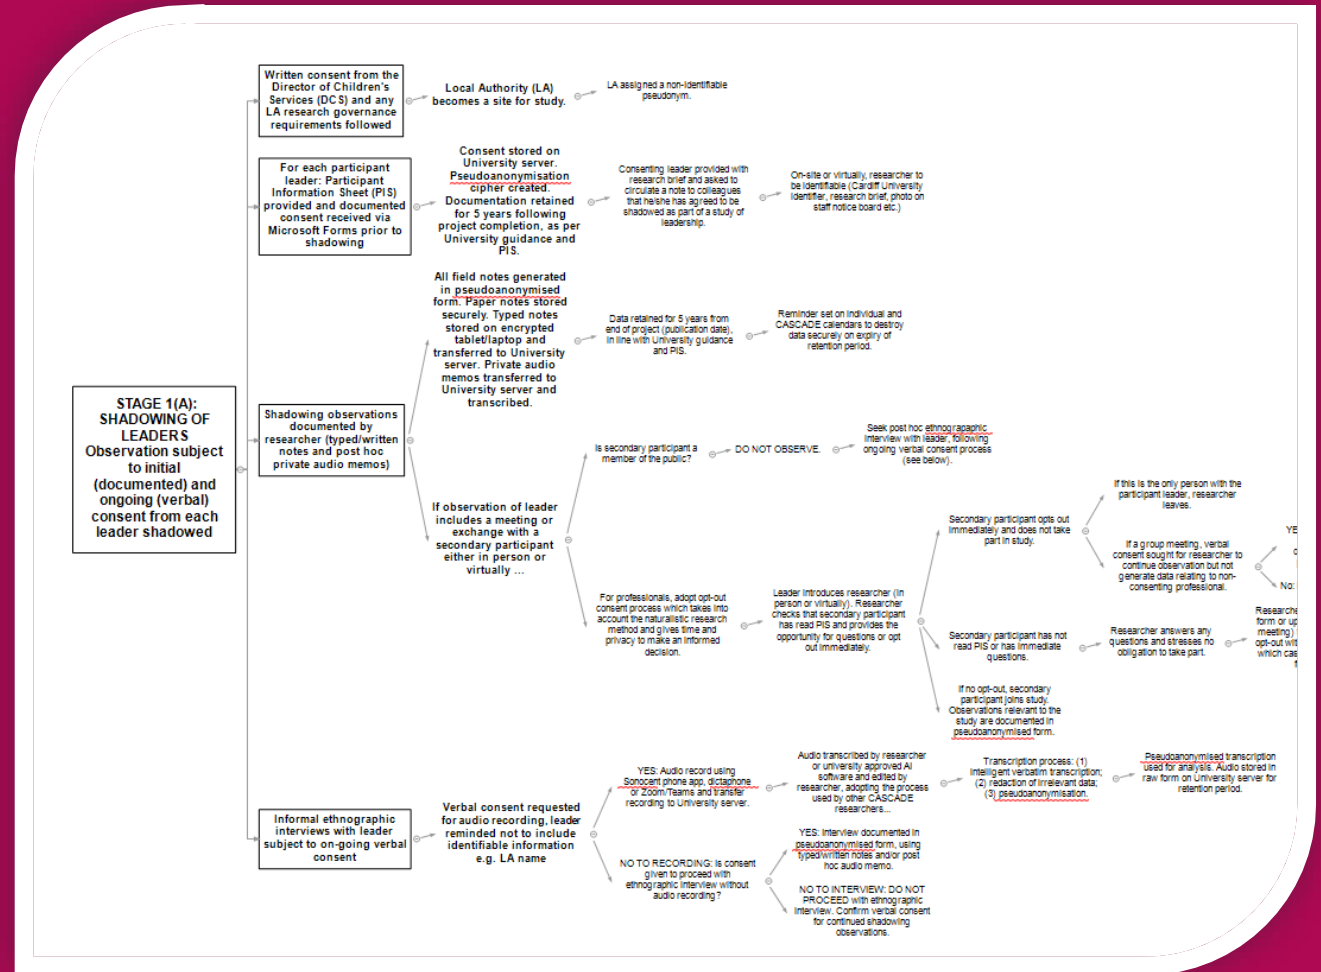 Written consent from the
Director of Children's
Services (DCS) and any
LA research governance
requirements followed
Local Authority (LA)
becomes a site for study.
LA assigned a non-identifiable
pseudonym.
For each participant
leader: Participant
Information Sheet (PIS)
provided and documented
consent received via
Microsoft Forms prior to
shadowing
Consent stored on
University server.
Pseudoanonymisation
cipher created.
Documentation retained
for 5 years following
project completion, as per
University guidance and
PIS.
Consenting leader provided with
research brief and asked to
circulate a note to colleagues
that he/she has agreed to be
shadowed as part of a study of
leadership.
On-site or virtually, researcher to
be identifiable (Cardiff University
identifier, research brief, photo on
staff notice board etc.)
STAGE 1(A):
SHADOWING OF
LEADERS
Observation subject
to initial
(documented) and
ongoing (verbal)
consent from each
leader shadowed
Shadowing observations
documented by
researcher (typed/written
notes and post hoc
private audio memos)
All field notes generated
in pseudoanonymised
form. Paper notes stored
securely. Typed notes
stored on encrypted
tablet/laptop and
transferred to University
server. Private audio
memos transferred to
University server and
transcribed.
Data retained for 5 years from
end of project (publication date),
in line with University guidance
and PIS.
Reminder set on individual and
CASCADE calendars to destroy
data securely on expiry of
retention period.
If observation of leader
includes a meeting or
exchange with a
secondary participant
either in person or
virtually ...
Is secondary participant a
member of the public?
DO NOT OBSERVE.
Seek post hoc ethnograpaphic
interview with leader, following
ongoing verbal consent process
(see below).
For professionals, adopt opt-out
consent process which takes into
account the naturalistic research
method and gives time and
privacy to make an informed
decision.
Leader introduces researcher (in
person or virtually). Researcher
checks that secondary participant
has read PIS and provides the
opportunity for questions or opt
out immediately.
Secondary participant opts out
immediately and does not take
part in study.
If this is the only person with the
participant leader, researcher
leaves.
If a group meeting, verbal
consent sought for researcher to
continue observation but not
generate data relating to non-
consenting professional.
YE
No:
Secondary participant has not
read PIS or has immediate
questions.
Researcher answers any
questions and stresses no
obligation to take part.
Researche
form or up
meeting)
opt-out wit
which cas
If no opt-out, secondary
participant joins study.
Observations relevant to the
study are documented in
pseudoanonymised form.
Informal ethnographic
interviews with leader
subject to on-going verbal
consent
Verbal consent requested
for audio recording, leader
reminded not to include
identifiable information
e.g. LA name
YES: Audio record using
Sonocent phone app, dictaphone
or Zoom/Teams and transfer
recording to University server.
Audio transcribed by researcher
or university approved AI
software and edited by
researcher, adopting the process
used by other CASCADE
researchers...
Transcription process: (1)
Intelligent verbatim transcription;
(2) redaction of irrelevant data;
(3) pseudoanonymisation.
Pseudoanonymised transcription
used for analysis. Audio stored in
raw form on University server for
retention period.
NO TO RECORDING: Is consent
given to proceed with
ethnographic interview without
audio recording?
YES: Interview documented in
pseudoanonymised form, using
typed/written notes and/or post
hoc audio memo.
NO TO INTERVIEW: DO NOT
PROCEED with ethnographic
interview. Confirm verbal consent
for continued shadowing
observations.